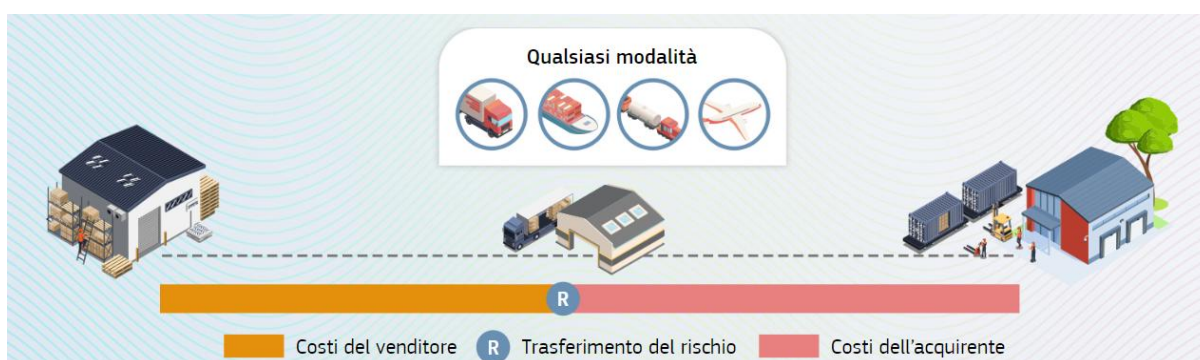 Qualsiasi modalità
R
Costi del venditore R Trasferimento del rischio Costi dell'acquirente